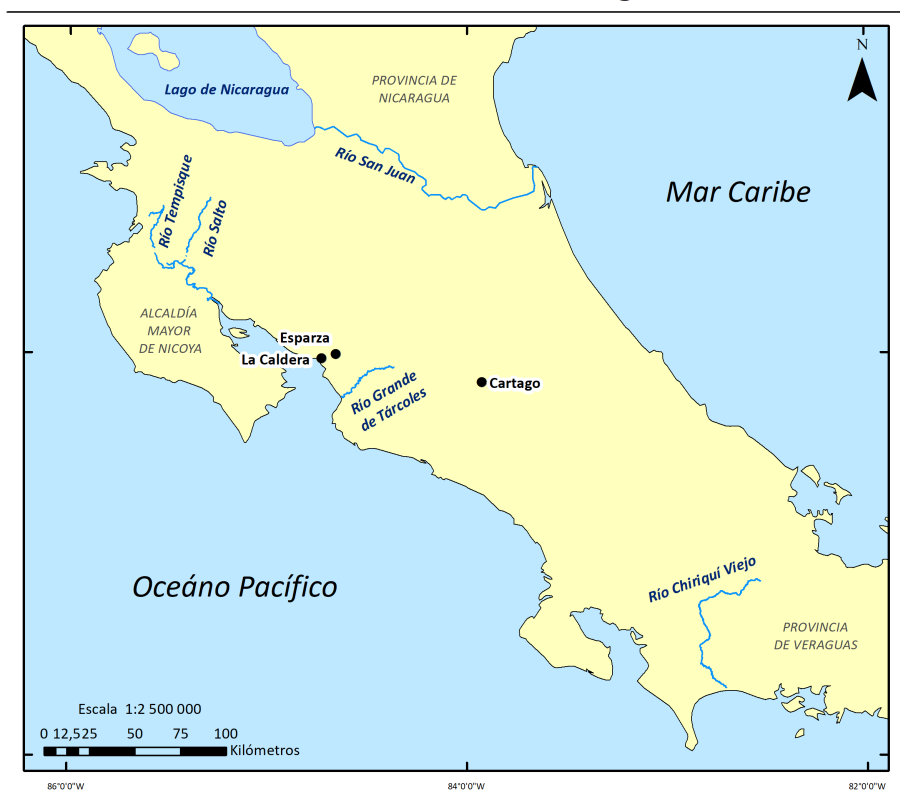 N
PROVINCIA DE
NICARAGUA
Lago de Nicaragua
Río San Juan
Mar Caribe
Río Tempisque
Río Salto
ALCALDÍA
MAYOR
DE NICOYA
Esparza
La Caldera
Cartago
Río Grande
de Tárcoles
Oceáno Pacífico
Río Chiriquí Viejo
PROVINCIA
DE VERAGUAS
Escala 1:2 500 000
0 12,525 50 75 100
Kilómetros
86°0'0"W 84°0'0"W 82°0'0"W